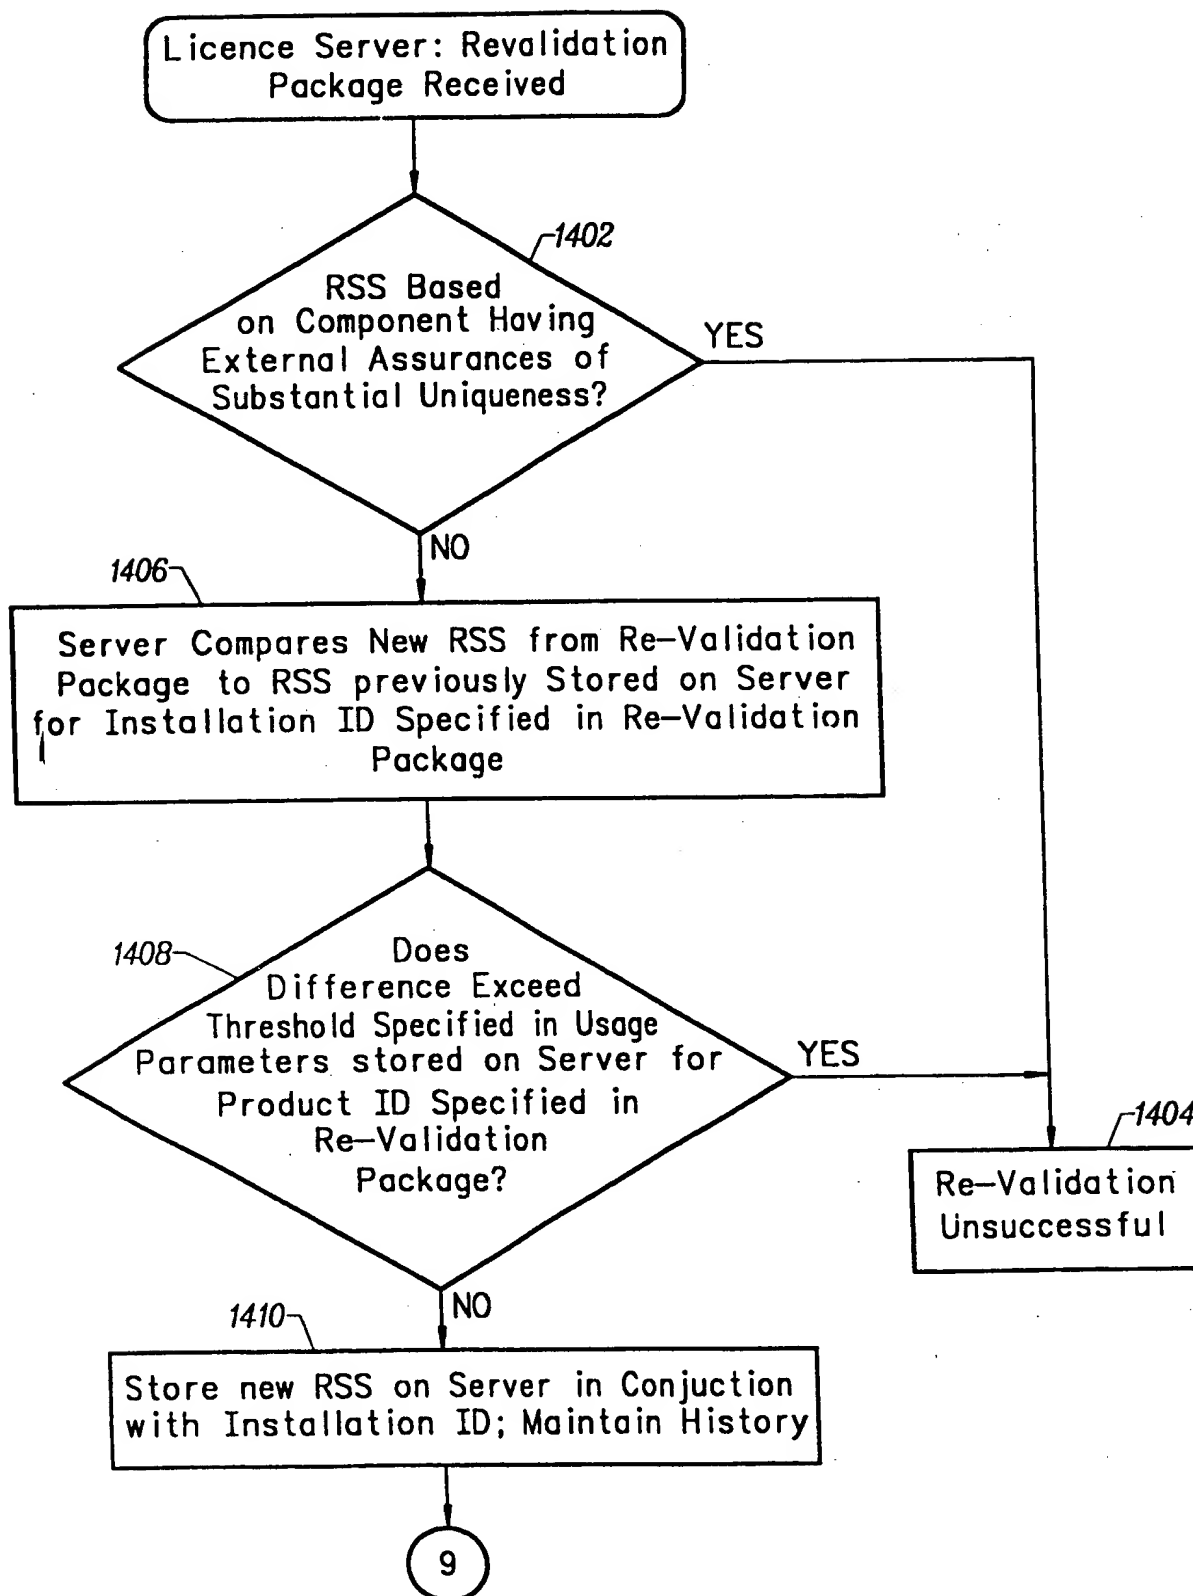 Licence Server: Revalidation
Package Received
1402
RSS Based
on Component Having
External Assurances of
Substantial Uniqueness?
YES
NO
1406
Server Compares New RSS from Re-Validation
Package to RSS previously Stored on Server
for Installation ID Specified in Re-Validation
Package
1408
Does
Difference Exceed
Threshold Specified in Usage
Parameters stored on Server for
Product ID Specified in
Re-Validation
Package?
YES
1404
Re-Validation
Unsuccessful
NO
1410
Store new RSS on Server in Conjuction
with Installation ID; Maintain History
9